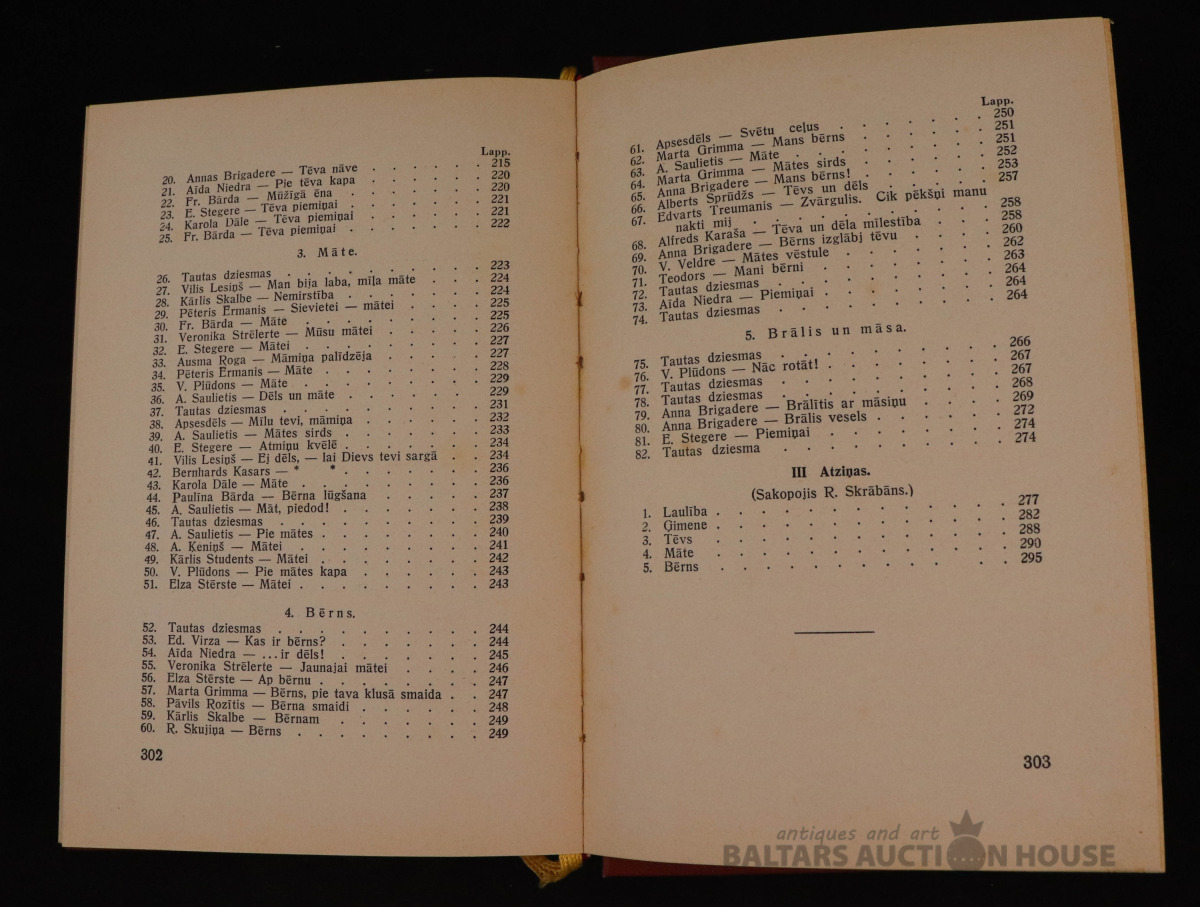 Lapp.
20. Annas Brigadere — Tēva nāve . . . . . . 215
21. Aīda Niedra — Pie tēva kapa . . . . . . 220
22. Fr. Bārda — Mūžīgā ēna . . . . . . 220
23. E. Stegere — Tēva piemiņai . . . . . . 221
24. Karola Dāle — Tēva piemiņai . . . . . . 221
25. Fr. Bārda — Tēva piemiņai . . . . . . 222
3. Māte.
26. Tautas dziesmas . . . . . . . . . 223
27. Vilis Lesiņš — Man bija laba, mīļa māte . . . 224
28. Kārlis Skalbe — Nemirstība . . . . . . 224
29. Pēteris Ērmanis — Sievietei — mātei . . . . 225
30. Fr. Bārda — Māte . . . . . . . . 225
31. Veronika Strēlerte — Mūsu mātei . . . . . 226
32. E. Stegere — Mātei . . . . . . . . 227
33. Ausma Roga — Māmiņa palīdzēja . . . . . 227
34. Pēteris Ērmanis — Māte . . . . . . . 228
35. V. Plūdons — Māte . . . . . . . . 229
36. A. Saulietis — Dēls un māte . . . . . . 229
37. Tautas dziesmas . . . . . . . . . 231
38. Apsesdēls — Mīlu tevi, māmiņa . . . . . 232
39. A. Saulietis — Mātes sirds . . . . . . 233
40. E. Stegere — Atmiņu kvēlē . . . . . . 234
41. Vilis Lesiņš — Ej dēls, — lai Dievs tevi sargā . . 234
42. Bernhards Kasars — * * . . . . . . 236
43. Karola Dāle — Māte . . . . . . . . 236
44. Paulīna Bārda — Bērna lūgšana . . . . . 237
45. A. Saulietis — Māt, piedod! . . . . . . 238
46. Tautas dziesmas . . . . . . . . . 239
47. A. Saulietis — Pie mātes . . . . . . . 240
48. A. Ķeniņš — Mātei . . . . . . . . 241
49. Kārlis Students — Mātei . . . . . . . 242
50. V. Plūdons — Pie mātes kapa . . . . . . 243
51. Elza Stērste — Mātei . . . . . . . . 243
4. Bērns.
52. Tautas dziesmas . . . . . . . . . 244
53. Ed. Virza — Kas ir bērns? . . . . . . . 244
54. Aīda Niedra — ...ir dēls! . . . . . . . 245
55. Veronika Strēlerte — Jaunajai mātei . . . . 246
56. Elza Stērste — Ap bērnu . . . . . . . 247
57. Marta Grimma — Bērns, pie tava klusā smaida . . 247
58. Pāvils Rozītis — Bērna smaidi . . . . . . 248
59. Kārlis Skalbe — Bērnam . . . . . . . 249
60. R. Skujiņa — Bērns . . . . . . . . 249
302
Lapp.
61. Apsesdēls — Svētu ceļus . . . . . . . 250
62. Marta Grimma — Mans bērns . . . . . . 251
63. A. Saulietis — Māte . . . . . . . . 251
64. Marta Grimma — Mātes sirds . . . . . . 252
65. Anna Brigadere — Mans bērns! . . . . . . 253
66. Alberts Sprūdžs — Tēvs un dēls . . . . . 257
67. Edvarts Treumanis — Zvārgulis. Cik pēkšņi manu
nakti mij . . . . . . . . . . 258
68. Alfreds Karaša — Tēva un dēla mīlestība . . . 258
69. Anna Brigadere — Bērns izglābj tēvu . . . . 260
70. V. Veldre — Mātes vēstule . . . . . . . 262
71. Teodors — Mani bērni . . . . . . . 263
72. Tautas dziesmas . . . . . . . . . 264
73. Aīda Niedra — Piemiņai . . . . . . . 264
74. Tautas dziesmas . . . . . . . . . 264
5. Brālis un māsa.
75. Tautas dziesmas . . . . . . . . . 266
76. V. Plūdons — Nāc rotāt! . . . . . . . 267
77. Tautas dziesmas . . . . . . . . . 267
78. Tautas dziesmas . . . . . . . . . 268
79. Anna Brigadere — Brālītis ar māsiņu . . . . 269
80. Anna Brigadere — Brālis vesels . . . . . 272
81. E. Stegere — Piemiņai . . . . . . . 274
82. Tautas dziesma . . . . . . . . . 274
III Atziņas.
(Sakopojis R. Skrābāns.)
1. Laulība . . . . . . . . . . . . 277
2. Ģimene . . . . . . . . . . . . 282
3. Tēvs . . . . . . . . . . . . 288
4. Māte . . . . . . . . . . . . 290
5. Bērns . . . . . . . . . . . . 295
303
antiques and art
BALTARS AUCTION HOUSE